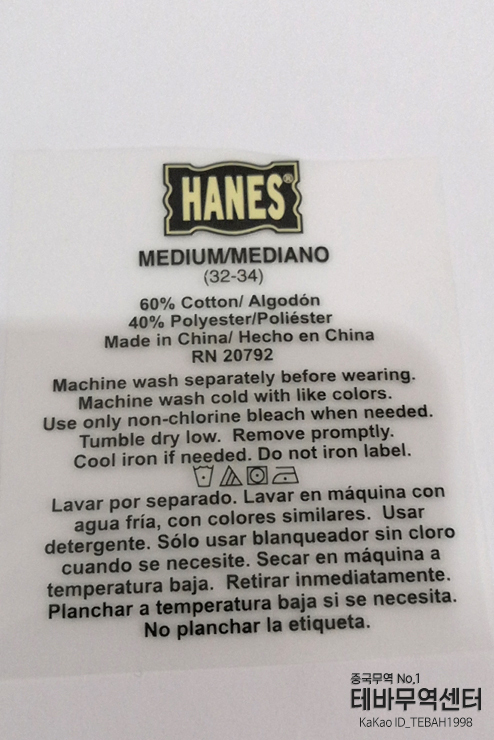 HANES®
MEDIUM/MEDIANO
(32-34)
60% Cotton/ Algodón
40% Polyester/Poliéster
Made in China/ Hecho en China
RN 20792
Machine wash separately before wearing.
Machine wash cold with like colors.
Use only non-chlorine bleach when needed.
Tumble dry low. Remove promptly.
Cool iron if needed. Do not iron label.
Lavar por separado. Lavar en máquina con
agua fría, con colores similares. Usar
detergente. Sólo usar blanqueador sin cloro
cuando se necesite. Secar en máquina a
temperatura baja. Retirar inmediatamente.
Planchar a temperatura baja si se necesita.
No planchar la etiqueta.
중국무역 No.1
테바무역센터
KaKao ID_TEBAH1998